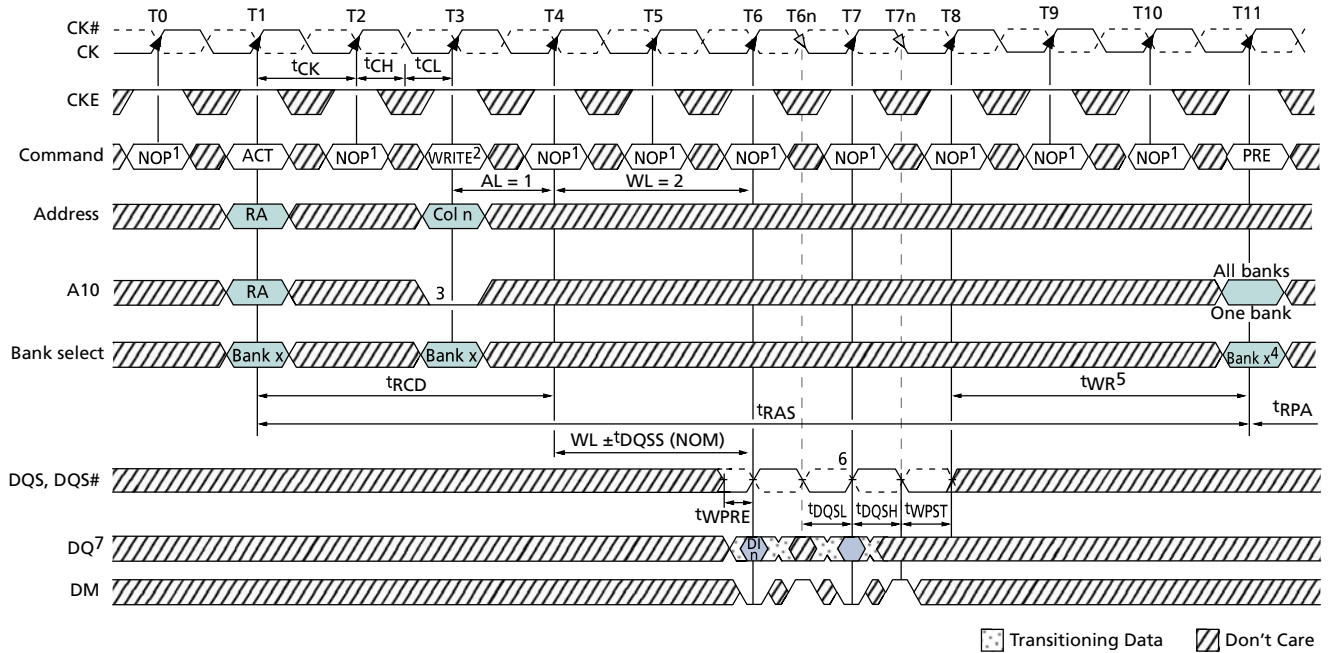 T0 T1 T2 T3 T4 T5 T6 T6n T7 T7n T8 T9 T10 T11
CK#
CK
tCK tCH tCL
CKE
Command NOP1 ACT NOP1 WRITE2 NOP1 NOP1 NOP1 NOP1 NOP1 NOP1 NOP1 PRE
AL = 1 WL = 2
Address RA Col n
All banks
A10 RA 3
One bank
Bank select Bank x Bank x Bank x4
tRCD tWR5
tRAS tRPA
WL ±tDQSS (NOM)
6
DQS, DQS#
tWPRE tDQSL tDQSH tWPST
DQ7 DI n
DM
Transitioning Data Don't Care